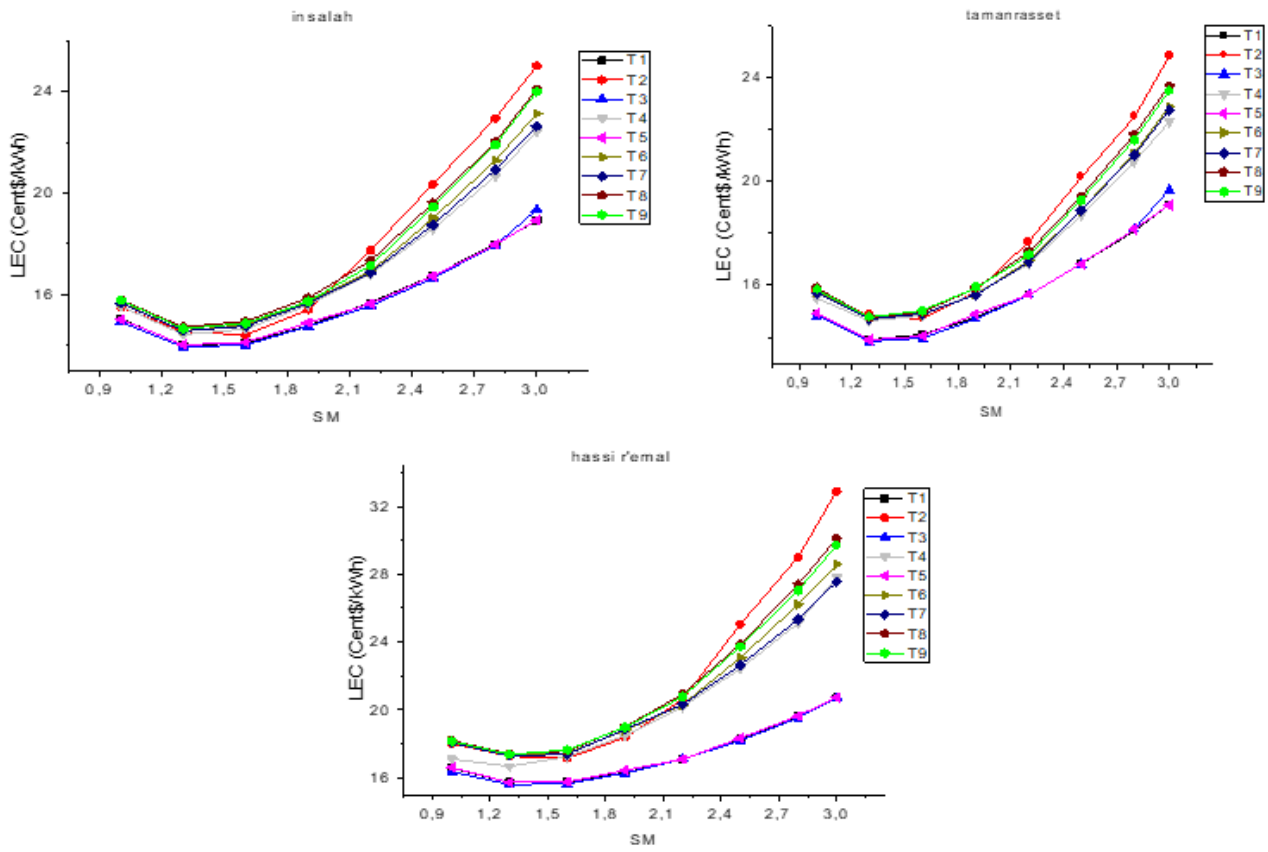 in salah
LEC (Cent$/kWh)
24
20
16
0,9 1,2 1,5 1,8 2,1 2,4 2,7 3,0
SM
T1
T2
T3
T4
T5
T6
T7
T8
T9
tamanrasset
LEC (Cent$/kWh)
24
20
16
0,9 1,2 1,5 1,8 2,1 2,4 2,7 3,0
SM
T1
T2
T3
T4
T5
T6
T7
T8
T9
hassi r'emal
LEC (Cent$/kWh)
32
28
24
20
16
0,9 1,2 1,5 1,8 2,1 2,4 2,7 3,0
SM
T1
T2
T3
T4
T5
T6
T7
T8
T9